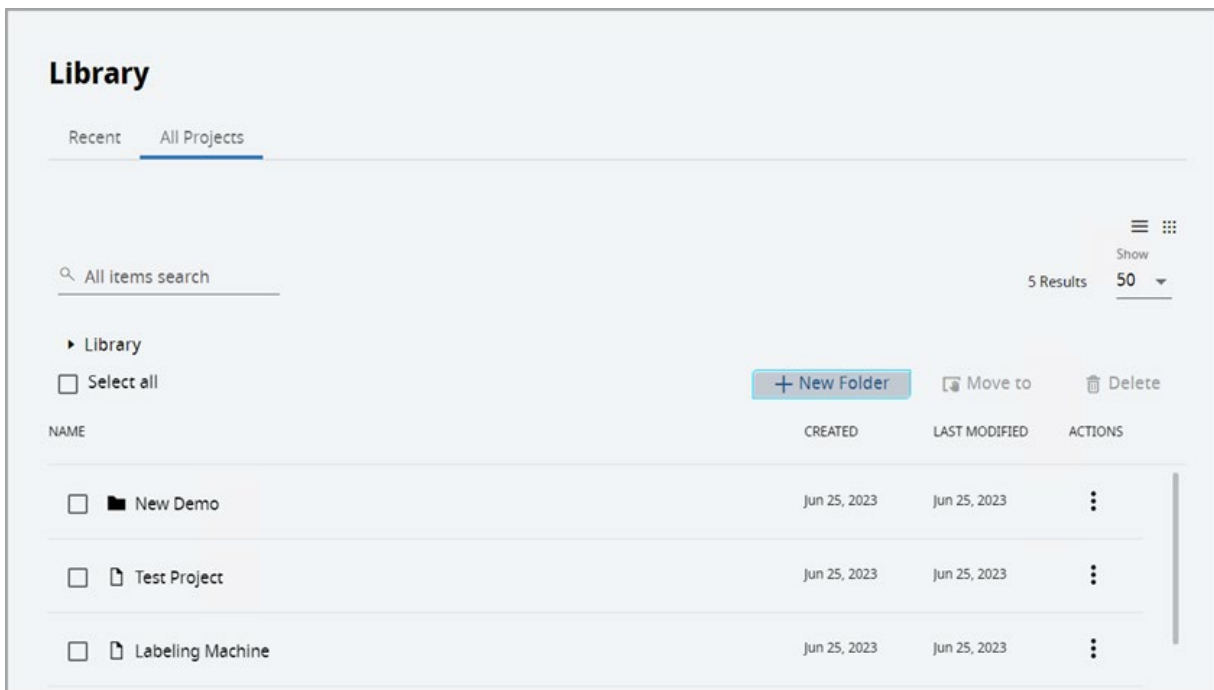 Library
Recent All Projects
Show
All items search 5 Results 50
Library
Select all + New Folder Move to Delete
NAME CREATED LAST MODIFIED ACTIONS
New Demo Jun 25, 2023 Jun 25, 2023
Test Project Jun 25, 2023 Jun 25, 2023
Labeling Machine Jun 25, 2023 Jun 25, 2023